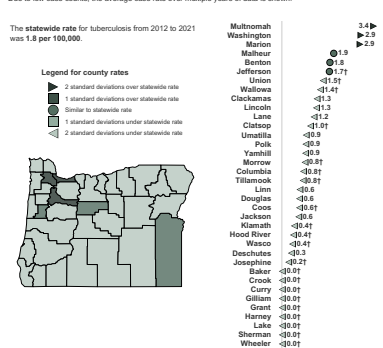 The statewide rate for tuberculosis from 2012 to 2021
was 1.8 per 100,000.
Legend for county rates
2 standard deviations over statewide rate
1 standard deviations over statewide rate
Similar to statewide rate
1 standard deviations under statewide rate
2 standard deviations under statewide rate
Multnomah 3.4
Washington 2.9
Marion 2.9
Malheur 1.9
Benton 1.8
Jefferson 1.7†
Union 1.5†
Wallowa 1.4†
Clackamas 1.3
Lincoln 1.3
Lane 1.2
Clatsop 1.0†
Umatilla 0.9
Polk 0.9
Yamhill 0.9
Morrow 0.8†
Columbia 0.8†
Tillamook 0.8†
Linn 0.6
Douglas 0.6
Coos 0.6†
Jackson 0.6
Klamath 0.4†
Hood River 0.4†
Wasco 0.4†
Deschutes 0.3
Josephine 0.2†
Baker 0.0†
Crook 0.0†
Curry 0.0†
Gilliam 0.0†
Grant 0.0†
Harney 0.0†
Lake 0.0†
Sherman 0.0†
Wheeler 0.0†